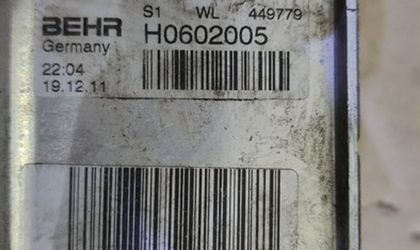 S1 WL 449779
BEHR H0602005
Germany
22:04
19.12.11